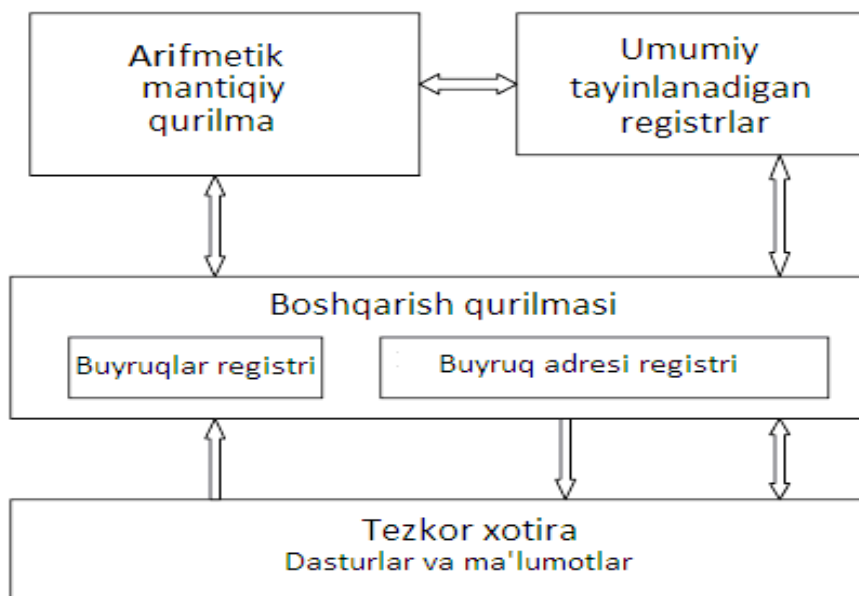 Arifmetik
mantiqiy
qurilma
Umumiy
tayinlanadigan
registrlar
Boshqarish qurilmasi
Buyruqlar registri
Buyruq adresi registri
Tezkor xotira
Dasturlar va ma'lumotlar